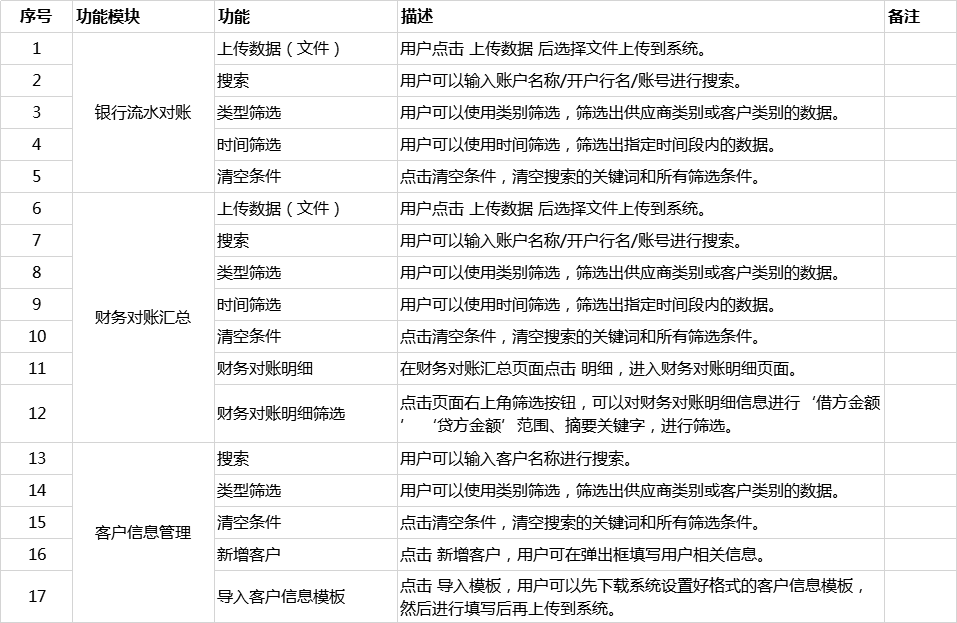 序号 功能模块 功能 描述 备注
1 上传数据（文件） 用户点击 上传数据 后选择文件上传到系统。
2 搜索 用户可以输入账户名称/开户行名/账号进行搜索。
3 银行流水对账 类型筛选 用户可以使用类别筛选，筛选出供应商类别或客户类别的数据。
4 时间筛选 用户可以使用时间筛选，筛选出指定时间段内的数据。
5 清空条件 点击清空条件，清空搜索的关键词和所有筛选条件。
6 上传数据（文件） 用户点击 上传数据 后选择文件上传到系统。
7 搜索 用户可以输入账户名称/开户行名/账号进行搜索。
8 类型筛选 用户可以使用类别筛选，筛选出供应商类别或客户类别的数据。
9 财务对账汇总 时间筛选 用户可以使用时间筛选，筛选出指定时间段内的数据。
10 清空条件 点击清空条件，清空搜索的关键词和所有筛选条件。
11 财务对账明细 在财务对账汇总页面点击 明细，进入财务对账明细页面。
12 财务对账明细筛选 点击页面右上角筛选按钮，可以对财务对账明细信息进行‘借方金额
’ ‘贷方金额’范围、摘要关键字，进行筛选。
13 搜索 用户可以输入客户名称进行搜索。
14 类型筛选 用户可以使用类别筛选，筛选出供应商类别或客户类别的数据。
15 客户信息管理 清空条件 点击清空条件，清空搜索的关键词和所有筛选条件。
16 新增客户 点击 新增客户，用户可在弹出框填写用户相关信息。
17 导入客户信息模板 点击 导入模板，用户可以先下载系统设置好格式的客户信息模板，
然后进行填写后再上传到系统。